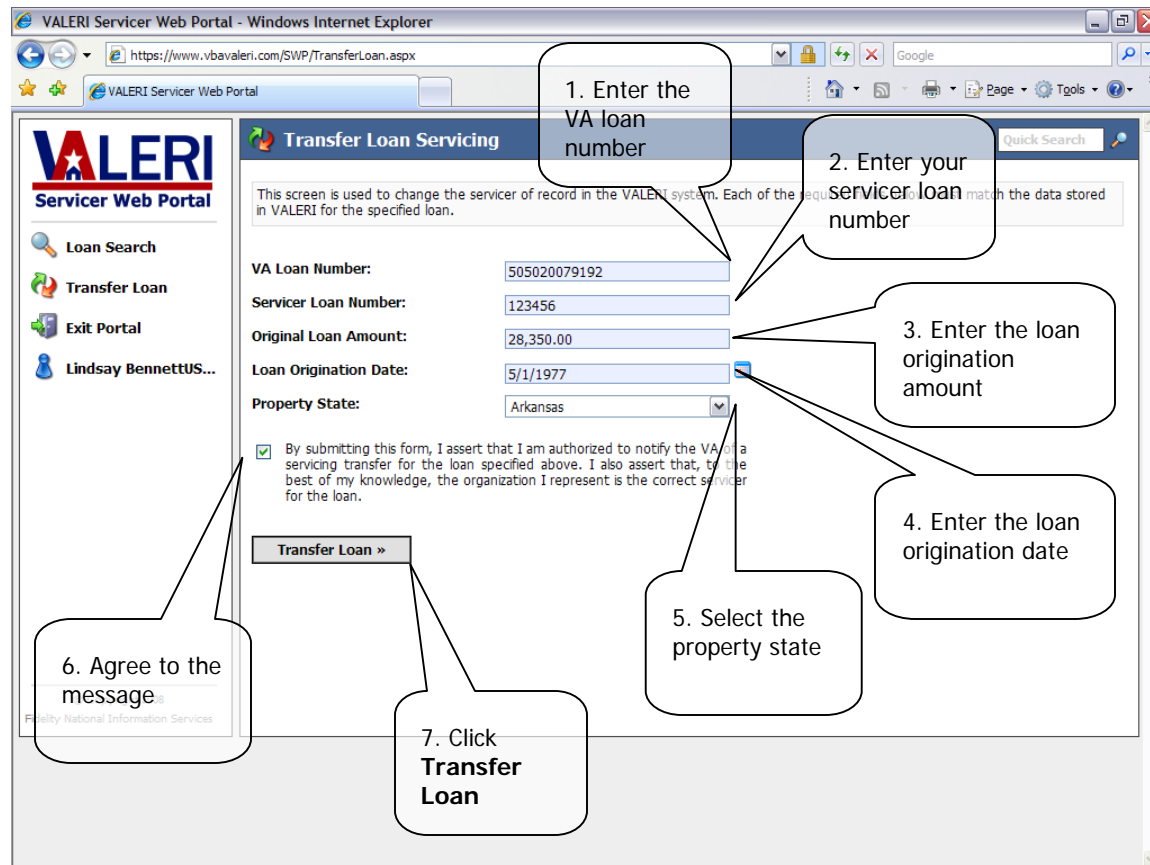 VALERI Servicer Web Portal - Windows Internet Explorer
https://www.vbavaleri.com/SWP/TransferLoan.aspx
Google
VALERI Servicer Web Portal
Page
Tools
VALERI
Servicer Web Portal
Loan Search
Transfer Loan
Exit Portal
Lindsay BennettUS...
Fidelity National Information Services
Transfer Loan Servicing
Quick Search
This screen is used to change the servicer of record in the VALERI system. Each of the must match the data stored
in VALERI for the specified loan.
VA Loan Number:
505020079192
Servicer Loan Number:
123456
Original Loan Amount:
28,350.00
Loan Origination Date:
5/1/1977
Property State:
Arkansas
By submitting this form, I assert that I am authorized to notify the VA of a
servicing transfer for the loan specified above. I also assert that, to the
best of my knowledge, the organization I represent is the correct servicer
for the loan.
Transfer Loan »
1. Enter the
VA loan
number
2. Enter your
servicer loan
number
3. Enter the loan
origination
amount
4. Enter the loan
origination date
5. Select the
property state
6. Agree to the
message
7. Click
Transfer
Loan